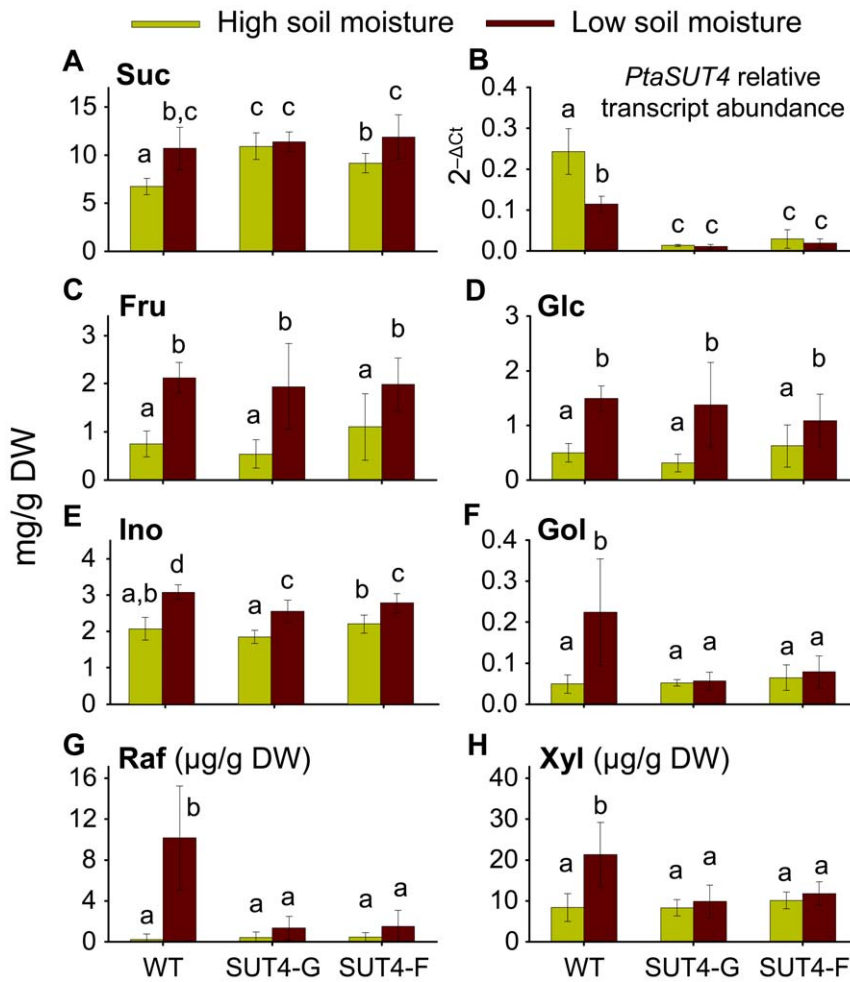 High soil moisture Low soil moisture
A Suc
15
10
5
0
a b,c c c b c
B PtaSUT4 relative
transcript abundance
2−ΔCt
0.4
0.3
0.2
0.1
0.0
a b c c c c
mg/g DW
C Fru
3
2
1
0
a b a b a b
D Glc
3
2
1
0
a b a b a b
E Ino
4
3
2
1
0
a,b d a c b c
F Gol
0.4
0.3
0.2
0.1
0.0
a b a a a a
G Raf (µg/g DW)
16
12
8
4
0
a b a a a a
WT SUT4-G SUT4-F
H Xyl (µg/g DW)
40
30
20
10
0
a b a a a a
WT SUT4-G SUT4-F